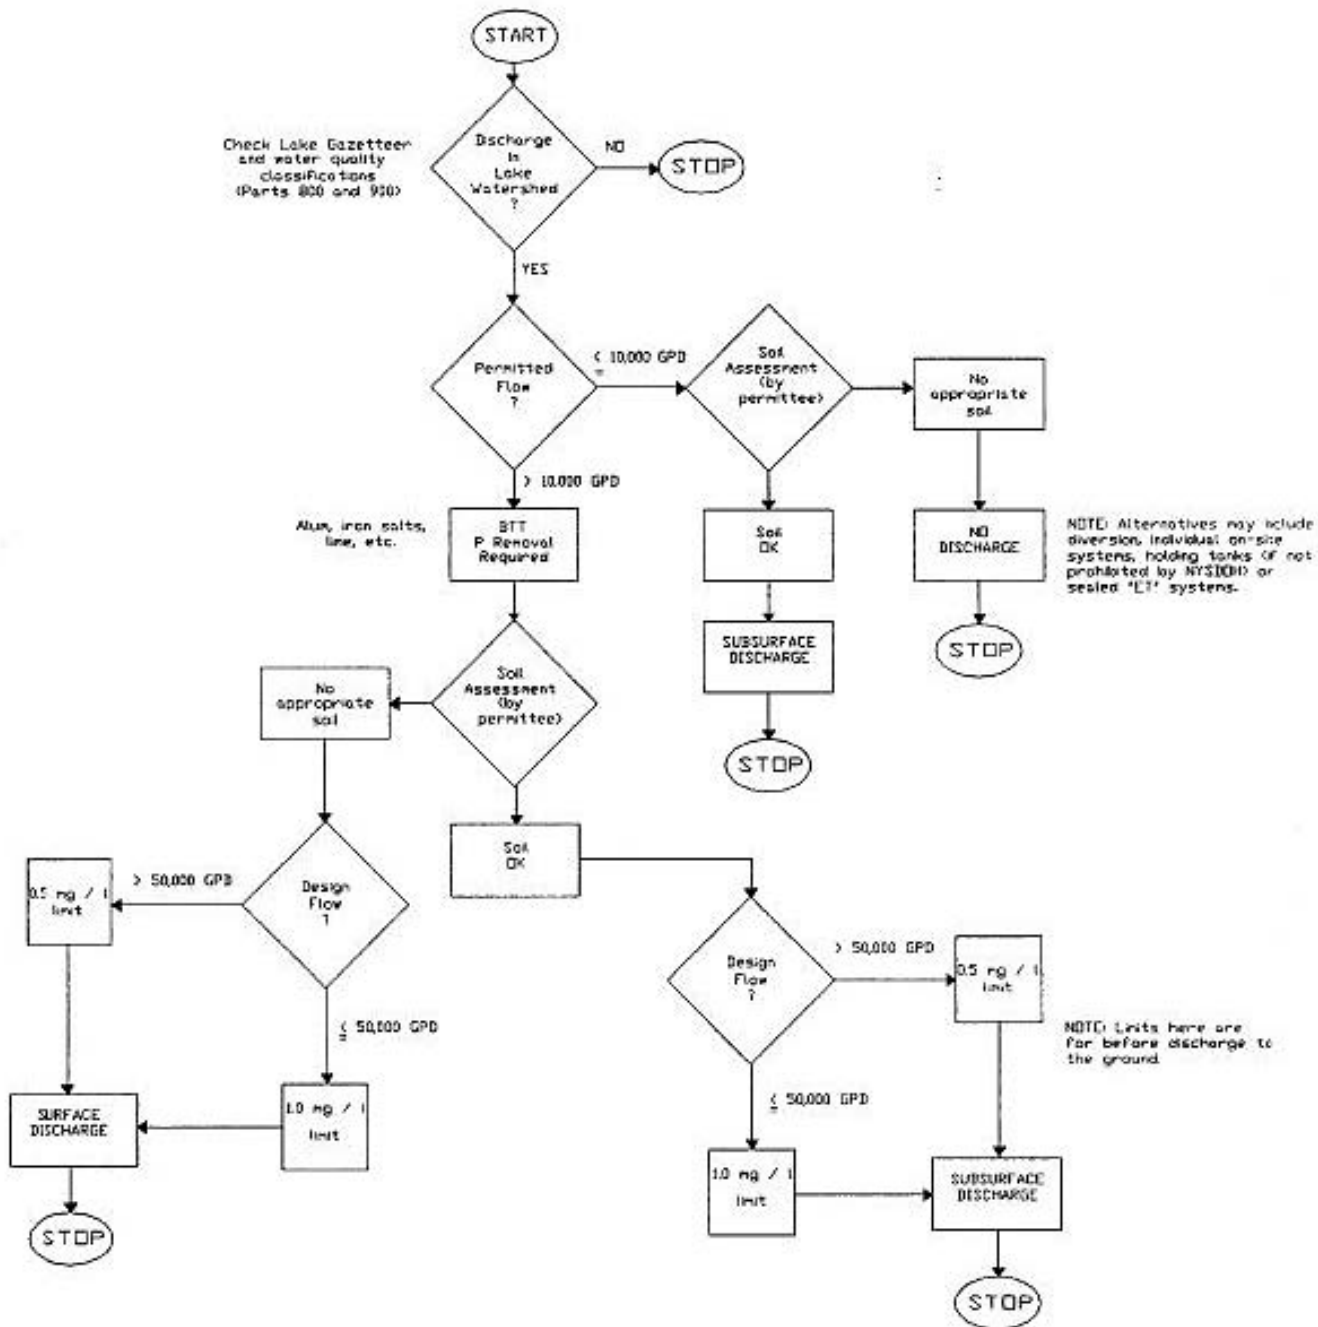 START
Check Lake Gazetteer
and water quality
classifications
(Parts 800 and 900)
Discharge
in
Lake
Watershed
?
NO
STOP
YES
Permitted
Flow
?
≤ 10,000 GPD
Soil
Assessment
(by
permittee)
No
appropriate
soil
> 10,000 GPD
Alum, iron salts,
lime, etc.
BTT
P Removal
Required
Soil
OK
NO
DISCHARGE
NOTE: Alternatives may include
diversion, individual on-site
systems, holding tanks (if not
prohibited by NYSDOH) or
sealed "ET" systems.
STOP
SUBSURFACE
DISCHARGE
STOP
No
appropriate
soil
Soil
Assessment
(by
permittee)
Soil
OK
0.5 mg / l
limit
> 50,000 GPD
Design
Flow
?
≤ 50,000 GPD
1.0 mg / l
limit
SURFACE
DISCHARGE
STOP
Design
Flow
?
> 50,000 GPD
0.5 mg / l
limit
NOTE: Limits here are
for before discharge to
the ground
≤ 50,000 GPD
1.0 mg / l
limit
SUBSURFACE
DISCHARGE
STOP